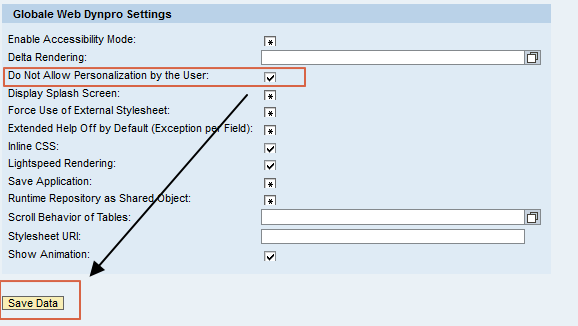 Globale Web Dynpro Settings
Enable Accessibility Mode:
Delta Rendering:
Do Not Allow Personalization by the User:
Display Splash Screen:
Force Use of External Stylesheet:
Extended Help Off by Default (Exception per Field):
Inline CSS:
Lightspeed Rendering:
Save Application:
Runtime Repository as Shared Object:
Scroll Behavior of Tables:
Stylesheet URI:
Show Animation:
Save Data